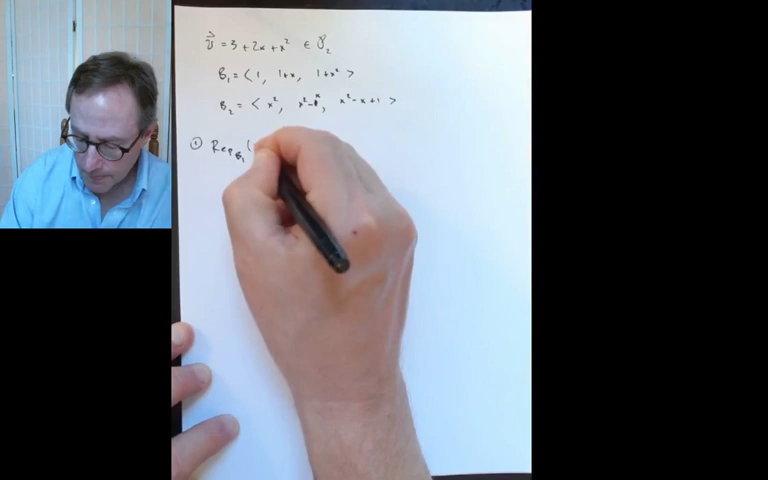 v⃗ = 3 + 2x + x² ∈ P₂
B₁ = ⟨ 1, 1+x, 1+x² ⟩
B₂ = ⟨ x², x²-x, x²-x+1 ⟩
① Rep_B₁ (